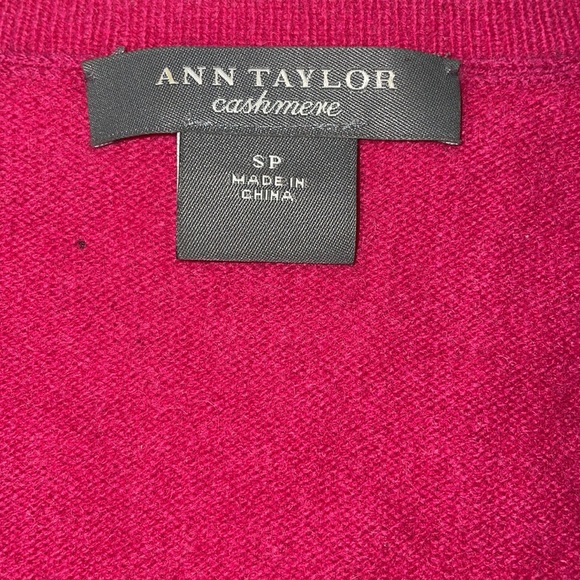 ANN TAYLOR
cashmere
SP
MADE IN
CHINA